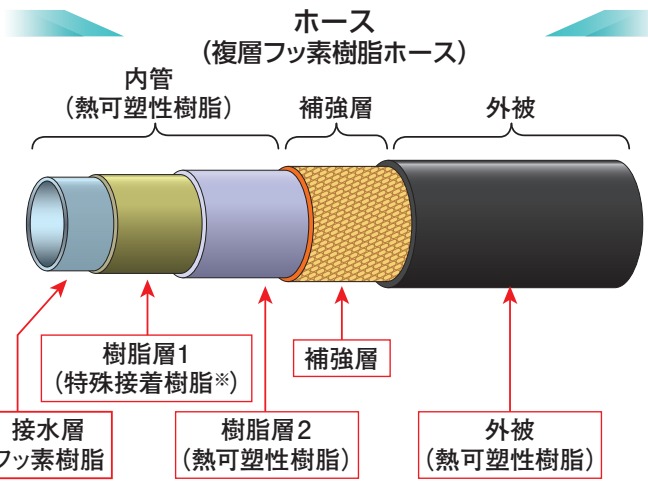 ホース
（複層フッ素樹脂ホース）
内管
（熱可塑性樹脂）
補強層
外被
樹脂層1
（特殊接着樹脂※）
補強層
接水層
フッ素樹脂
樹脂層2
（熱可塑性樹脂）
外被
（熱可塑性樹脂）